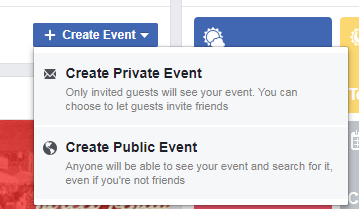 + Create Event
Create Private Event
Only invited guests will see your event. You can
choose to let guests invite friends
Create Public Event
Anyone will be able to see your event and search for it,
even if you're not friends